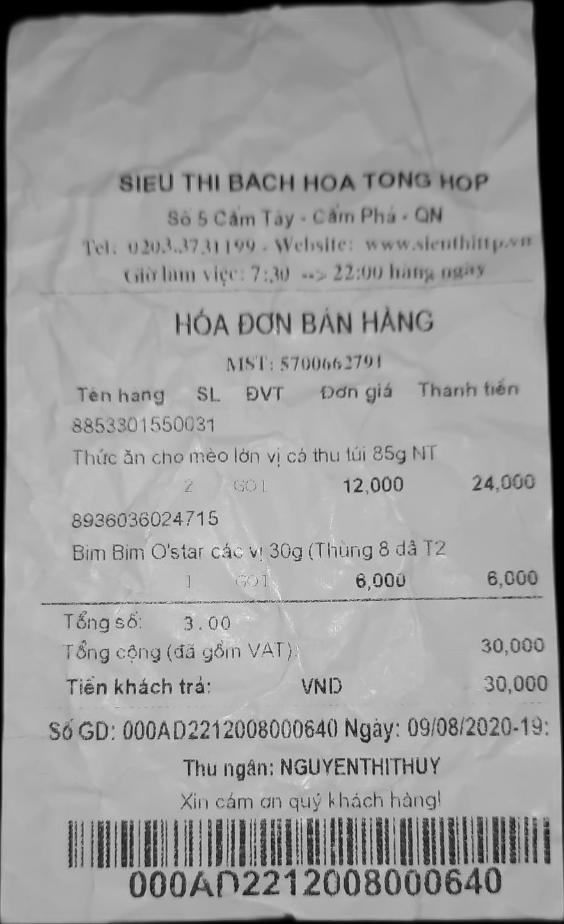 SIEU THI BACH HOA TONG HOP
Số 5 Cẩm Tây - Cẩm Phả - QN
Tel: 0203.3731199 - Website: www.sieuthittp.vn
Giờ làm việc: 7:30 --> 22:00 hàng ngày
HÓA ĐƠN BÁN HÀNG
MST: 5700662791
Tên hàng SL ĐVT Đơn giá Thành tiền
8853301550031
Thức ăn cho mèo lớn vị cá thu túi 85g NT
2 GOI 12,000 24,000
8936036024715
Bim Bim O'star các vị 30g (Thùng 8 dâ T2
1 GOI 6,000 6,000
Tổng số: 3.00
Tổng cộng (đã gồm VAT): 30,000
Tiền khách trả: VND 30,000
Số GD: 000AD2212008000640 Ngày: 09/08/2020-19:
Thu ngân: NGUYENTHITHUY
Xin cám ơn quý khách hàng!
000AD2212008000640